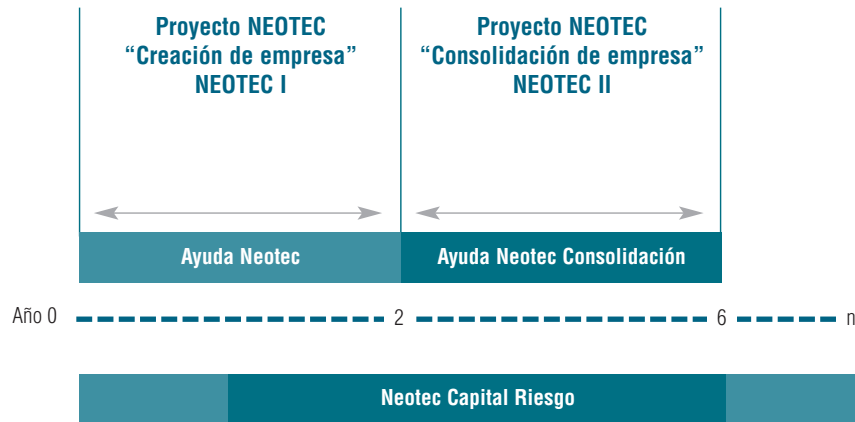 Proyecto NEOTEC
“Creación de empresa”
NEOTEC I
Proyecto NEOTEC
“Consolidación de empresa”
NEOTEC II
Ayuda Neotec
Ayuda Neotec Consolidación
Año 0
2
6
n
Neotec Capital Riesgo